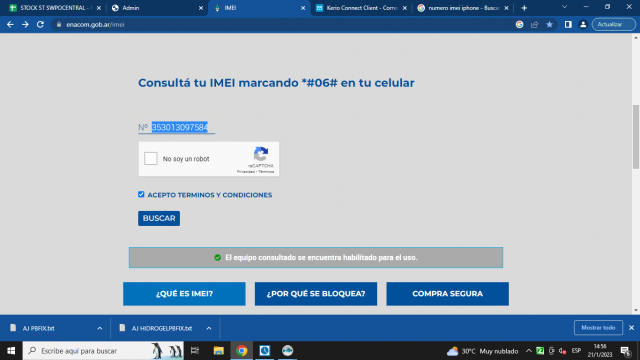 STOCK ST SWPOCENTRAL -
Admin
IMEI
Kerio Connect Client - Corre
numero imei iphone - Busca
enacom.gob.ar/imei
Actualizar
Consultá tu IMEI marcando *#06# en tu celular
Nº 353013097584
No soy un robot
reCAPTCHA
Privacidad - Términos
ACEPTO TERMINOS Y CONDICIONES
BUSCAR
El equipo consultado se encuentra habilitado para el uso.
¿QUÉ ES IMEI?
¿POR QUÉ SE BLOQUEA?
COMPRA SEGURA
AJ PBFIX.txt
AJ HIDROGELPBFIX.txt
Mostrar todo
Escribe aquí para buscar
30°C Muy nublado
ESP
14:56
21/1/2023